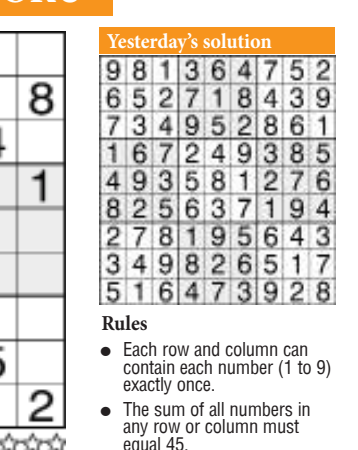 Yesterday's solution
9 8 1 3 6 4 7 5 2
6 5 2 7 1 8 4 3 9
7 3 4 9 5 2 8 6 1
1 6 7 2 4 9 3 8 5
4 9 3 5 8 1 2 7 6
8 2 5 6 3 7 1 9 4
2 7 8 1 9 5 6 4 3
3 4 9 8 2 6 5 1 7
5 1 6 4 7 3 9 2 8
8
1
2
Rules
● Each row and column can
contain each number (1 to 9)
exactly once.
● The sum of all numbers in
any row or column must
equal 45.